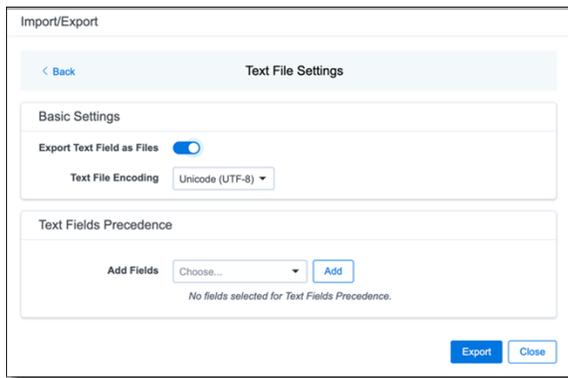 Import/Export
Back
Text File Settings
Basic Settings
Export Text Field as Files
Text File Encoding Unicode (UTF-8)
Text Fields Precedence
Add Fields Choose... Add
No fields selected for Text Fields Precedence.
Export Close